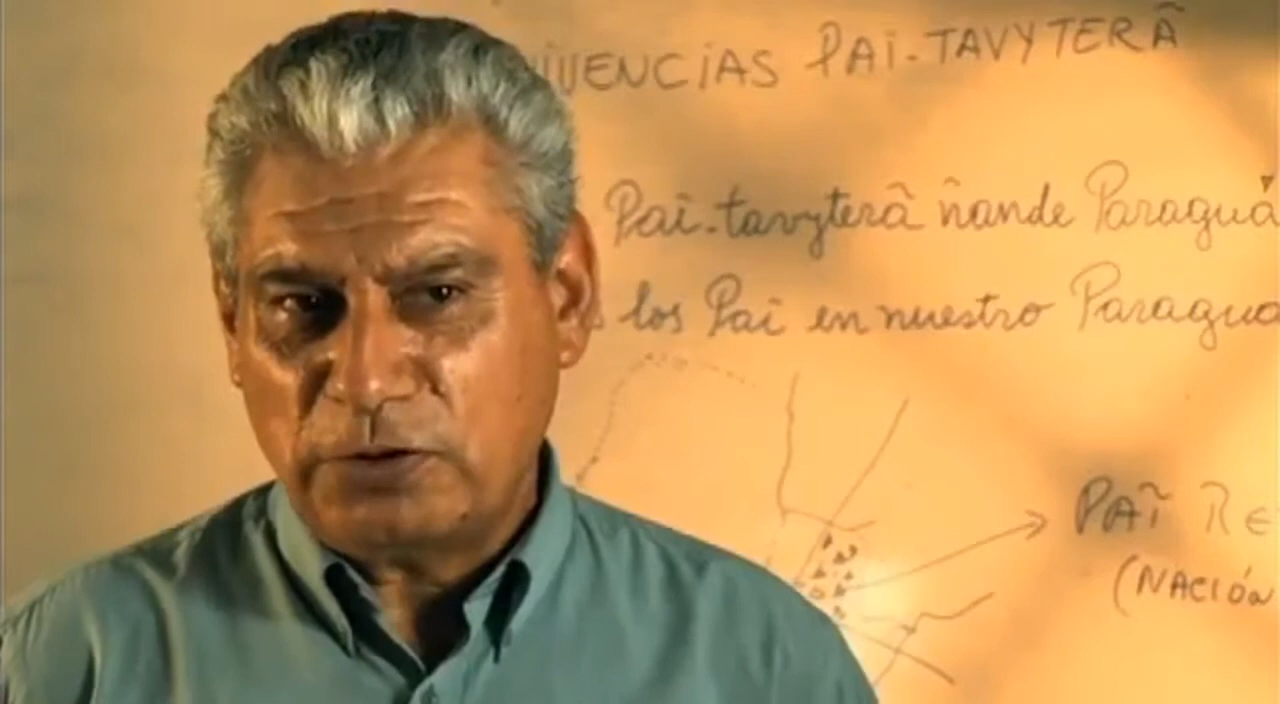 VIVENCIAS PAĨ-TAVYTERÃ
Paĩ-tavyterã ñande Paraguá
los Paĩ en nuestro Paragua
PAĨ RE
(NACIÓN